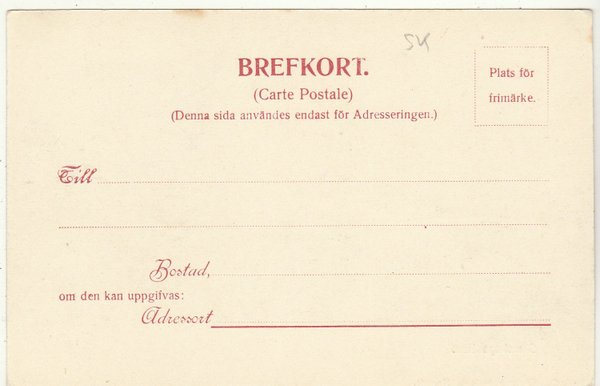 SK
BREFKORT.
(Carte Postale)
(Denna sida användes endast för Adresseringen.)
Plats för
frimärke.
Till
Bostad,
om den kan uppgifvas:
Adressort